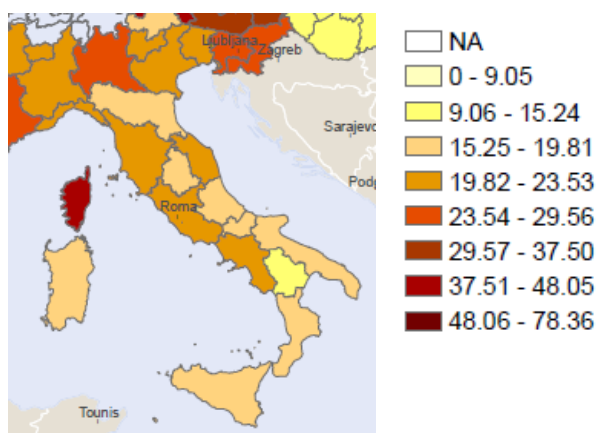 Ljubljana
Zagreb
Sarajevo
Podg
Roma
Tounis
NA
0 - 9.05
9.06 - 15.24
15.25 - 19.81
19.82 - 23.53
23.54 - 29.56
29.57 - 37.50
37.51 - 48.05
48.06 - 78.36